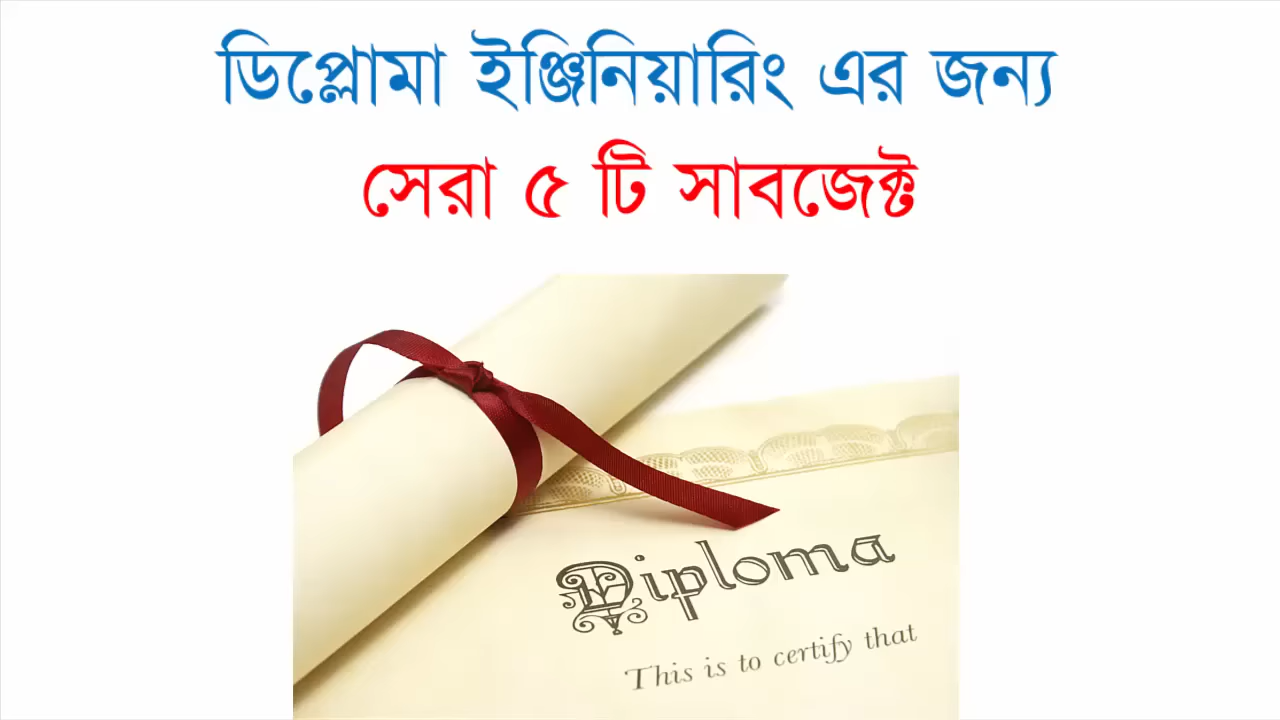 ডিপ্লোমা ইঞ্জিনিয়ারিং এর জন্য
সেরা ৫ টি সাবজেক্ট
Diploma
This is to certify that